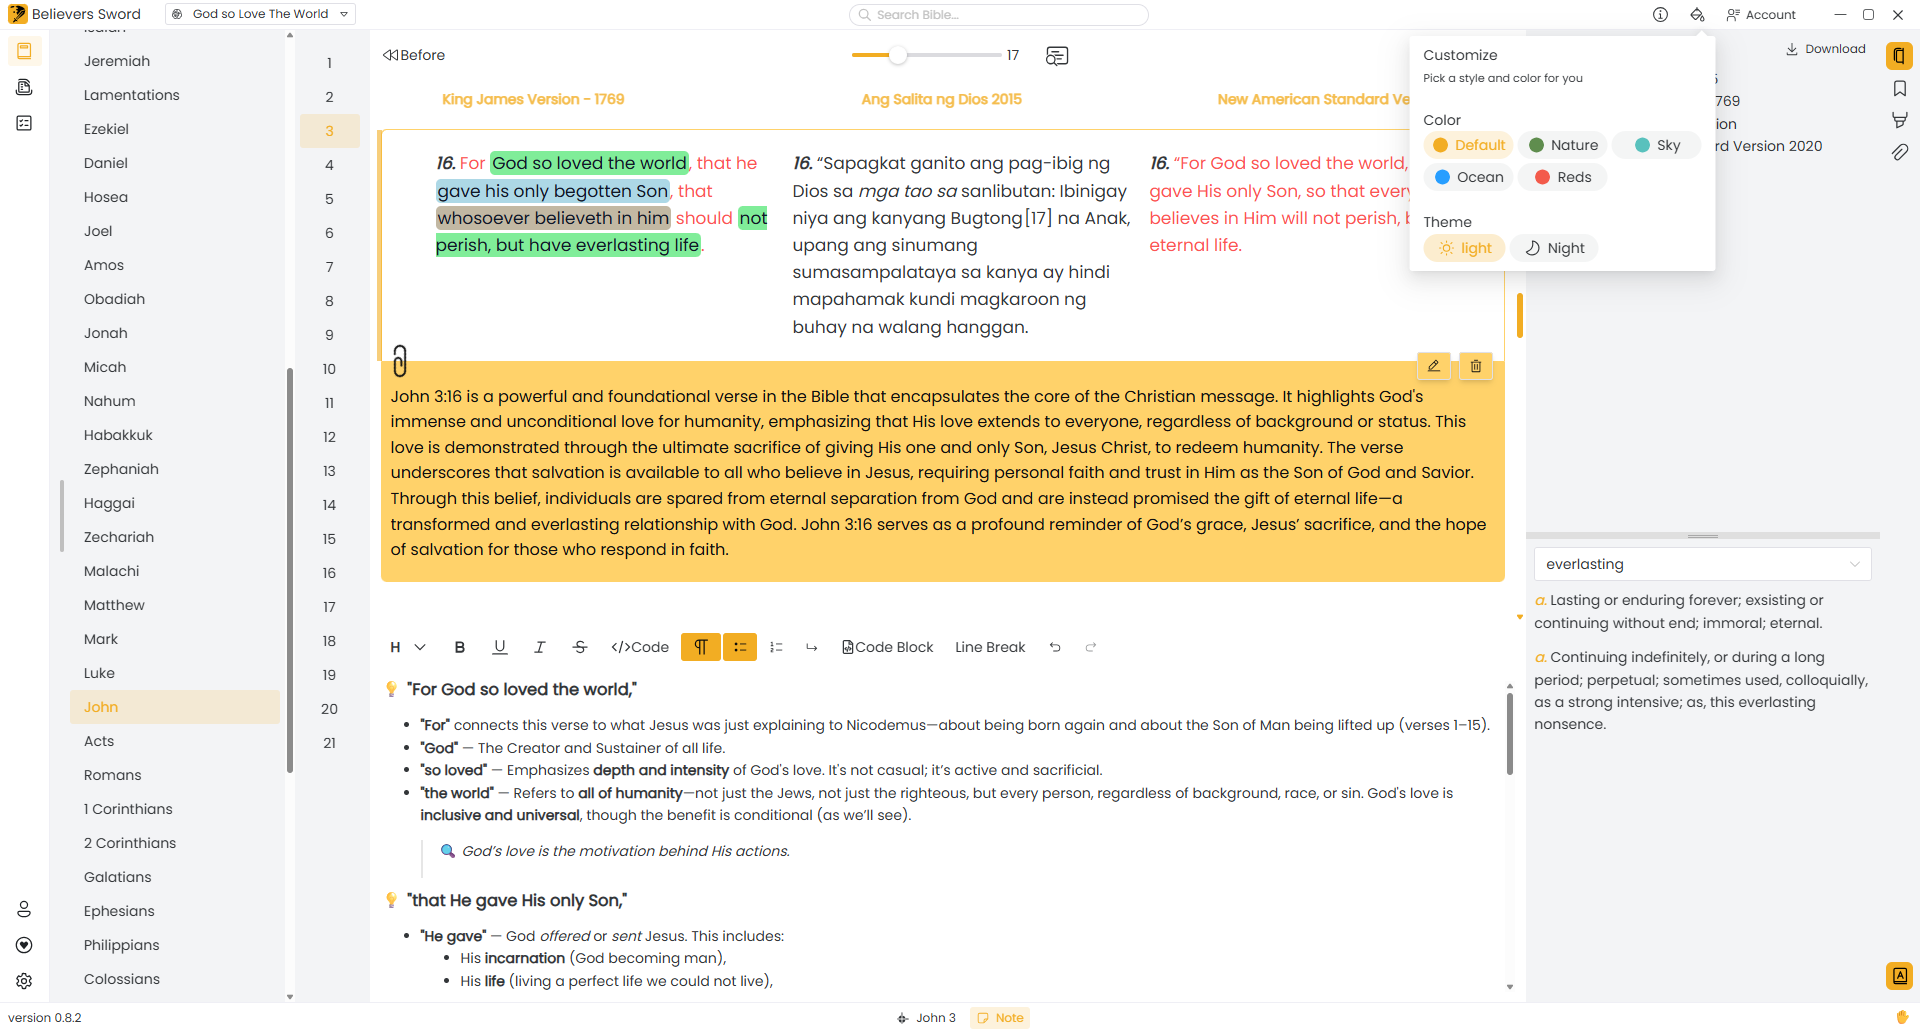 Believers Sword
God so Love The World
Search Bible...
Account
Isaiah
Jeremiah
Lamentations
Ezekiel
Daniel
Hosea
Joel
Amos
Obadiah
Jonah
Micah
Nahum
Habakkuk
Zephaniah
Haggai
Zechariah
Malachi
Matthew
Mark
Luke
John
Acts
Romans
1 Corinthians
2 Corinthians
Galatians
Ephesians
Philippians
Colossians
1
2
3
4
5
6
7
8
9
10
11
12
13
14
15
16
17
18
19
20
21
Before
17
King James Version - 1769
Ang Salita ng Dios 2015
New American Standard Ve
16. For God so loved the world, that he
gave his only begotten Son, that
whosoever believeth in him should not
perish, but have everlasting life.
16. “Sapagkat ganito ang pag-ibig ng
Dios sa mga tao sa sanlibutan: Ibinigay
niya ang kanyang Bugtong[17] na Anak,
upang ang sinumang
sumasampalataya sa kanya ay hindi
mapahamak kundi magkaroon ng
buhay na walang hanggan.
16. “For God so loved the world,
gave His only Son, so that every
believes in Him will not perish, b
eternal life.
John 3:16 is a powerful and foundational verse in the Bible that encapsulates the core of the Christian message. It highlights God's
immense and unconditional love for humanity, emphasizing that His love extends to everyone, regardless of background or status. This
love is demonstrated through the ultimate sacrifice of giving His one and only Son, Jesus Christ, to redeem humanity. The verse
underscores that salvation is available to all who believe in Jesus, requiring personal faith and trust in Him as the Son of God and Savior.
Through this belief, individuals are spared from eternal separation from God and are instead promised the gift of eternal life—a
transformed and everlasting relationship with God. John 3:16 serves as a profound reminder of God’s grace, Jesus’ sacrifice, and the hope
of salvation for those who respond in faith.
H B U I S </>Code Code Block Line Break
💡 "For God so loved the world,"
• "For" connects this verse to what Jesus was just explaining to Nicodemus—about being born again and about the Son of Man being lifted up (verses 1–15).
• "God" — The Creator and Sustainer of all life.
• "so loved" — Emphasizes depth and intensity of God's love. It's not casual; it’s active and sacrificial.
• "the world" — Refers to all of humanity—not just the Jews, not just the righteous, but every person, regardless of background, race, or sin. God's love is
inclusive and universal, though the benefit is conditional (as we’ll see).
🔍 God’s love is the motivation behind His actions.
💡 "that He gave His only Son,"
• "He gave" — God offered or sent Jesus. This includes:
• His incarnation (God becoming man),
• His life (living a perfect life we could not live),
Customize
Pick a style and color for you
Color
Default
Nature
Sky
Ocean
Reds
Theme
light
Night
Download
5
769
ion
rd Version 2020
everlasting
a. Lasting or enduring forever; exsisting or
continuing without end; immoral; eternal.
a. Continuing indefinitely, or during a long
period; perpetual; sometimes used, colloquially,
as a strong intensive; as, this everlasting
nonsence.
version 0.8.2
John 3
Note